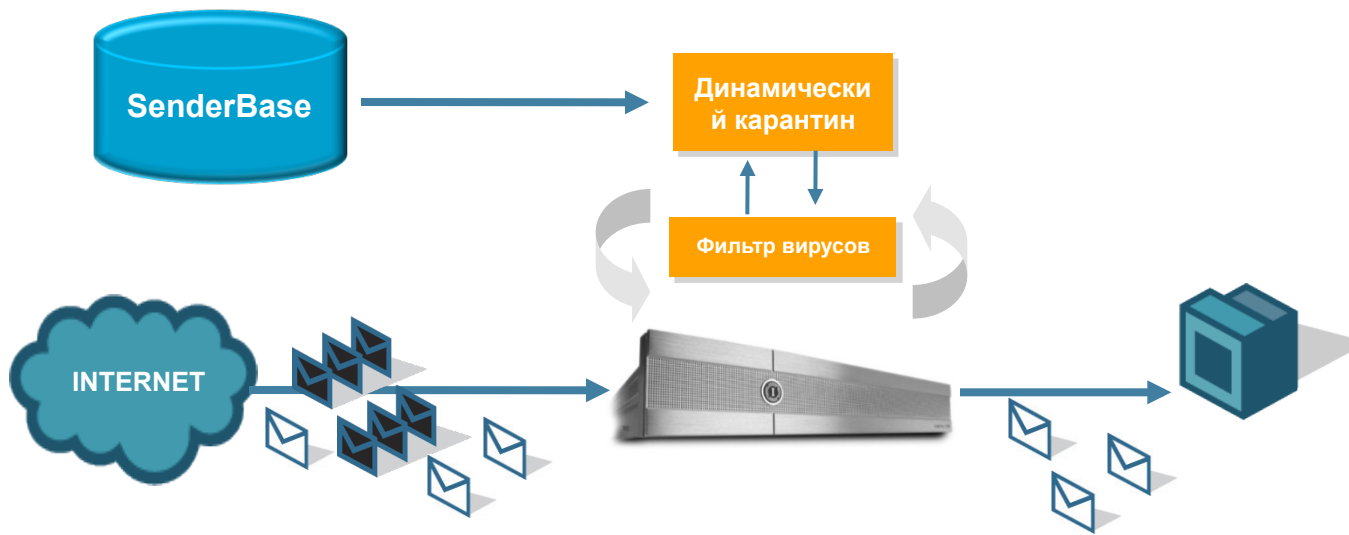 SenderBase
Динамически
й карантин
Фильтр вирусов
INTERNET